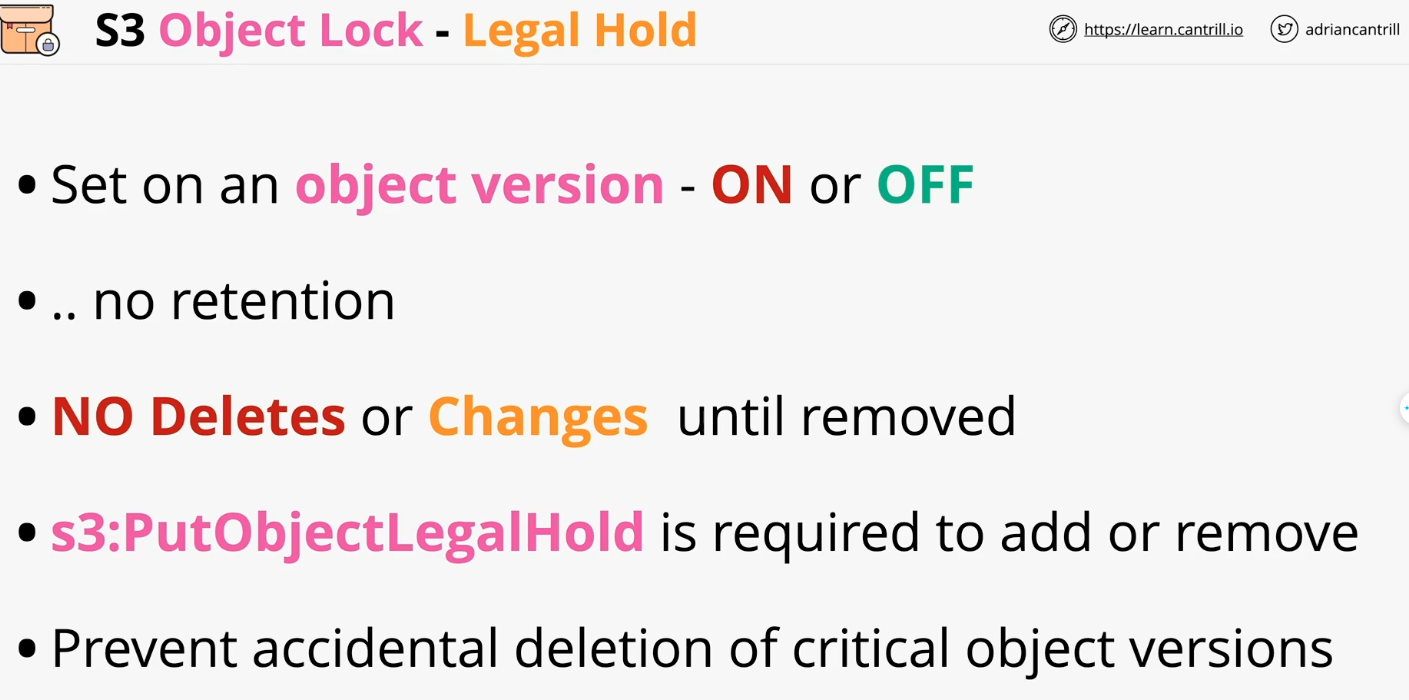 S3 Object Lock - Legal Hold
https://learn.cantrill.io
adriancantrill
• Set on an object version - ON or OFF
• .. no retention
• NO Deletes or Changes until removed
• s3:PutObjectLegalHold is required to add or remove
• Prevent accidental deletion of critical object versions